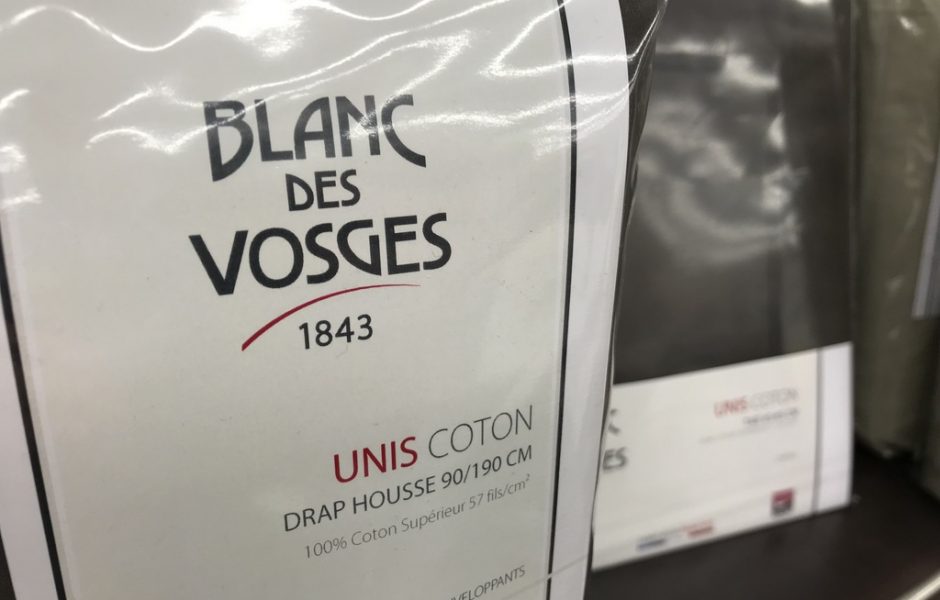 BLANC
DES
VOSGES
1843
UNIS COTON
DRAP HOUSSE 90/190 CM
100% Coton Supérieur 57 fils/cm²
ES
UNIS COTON